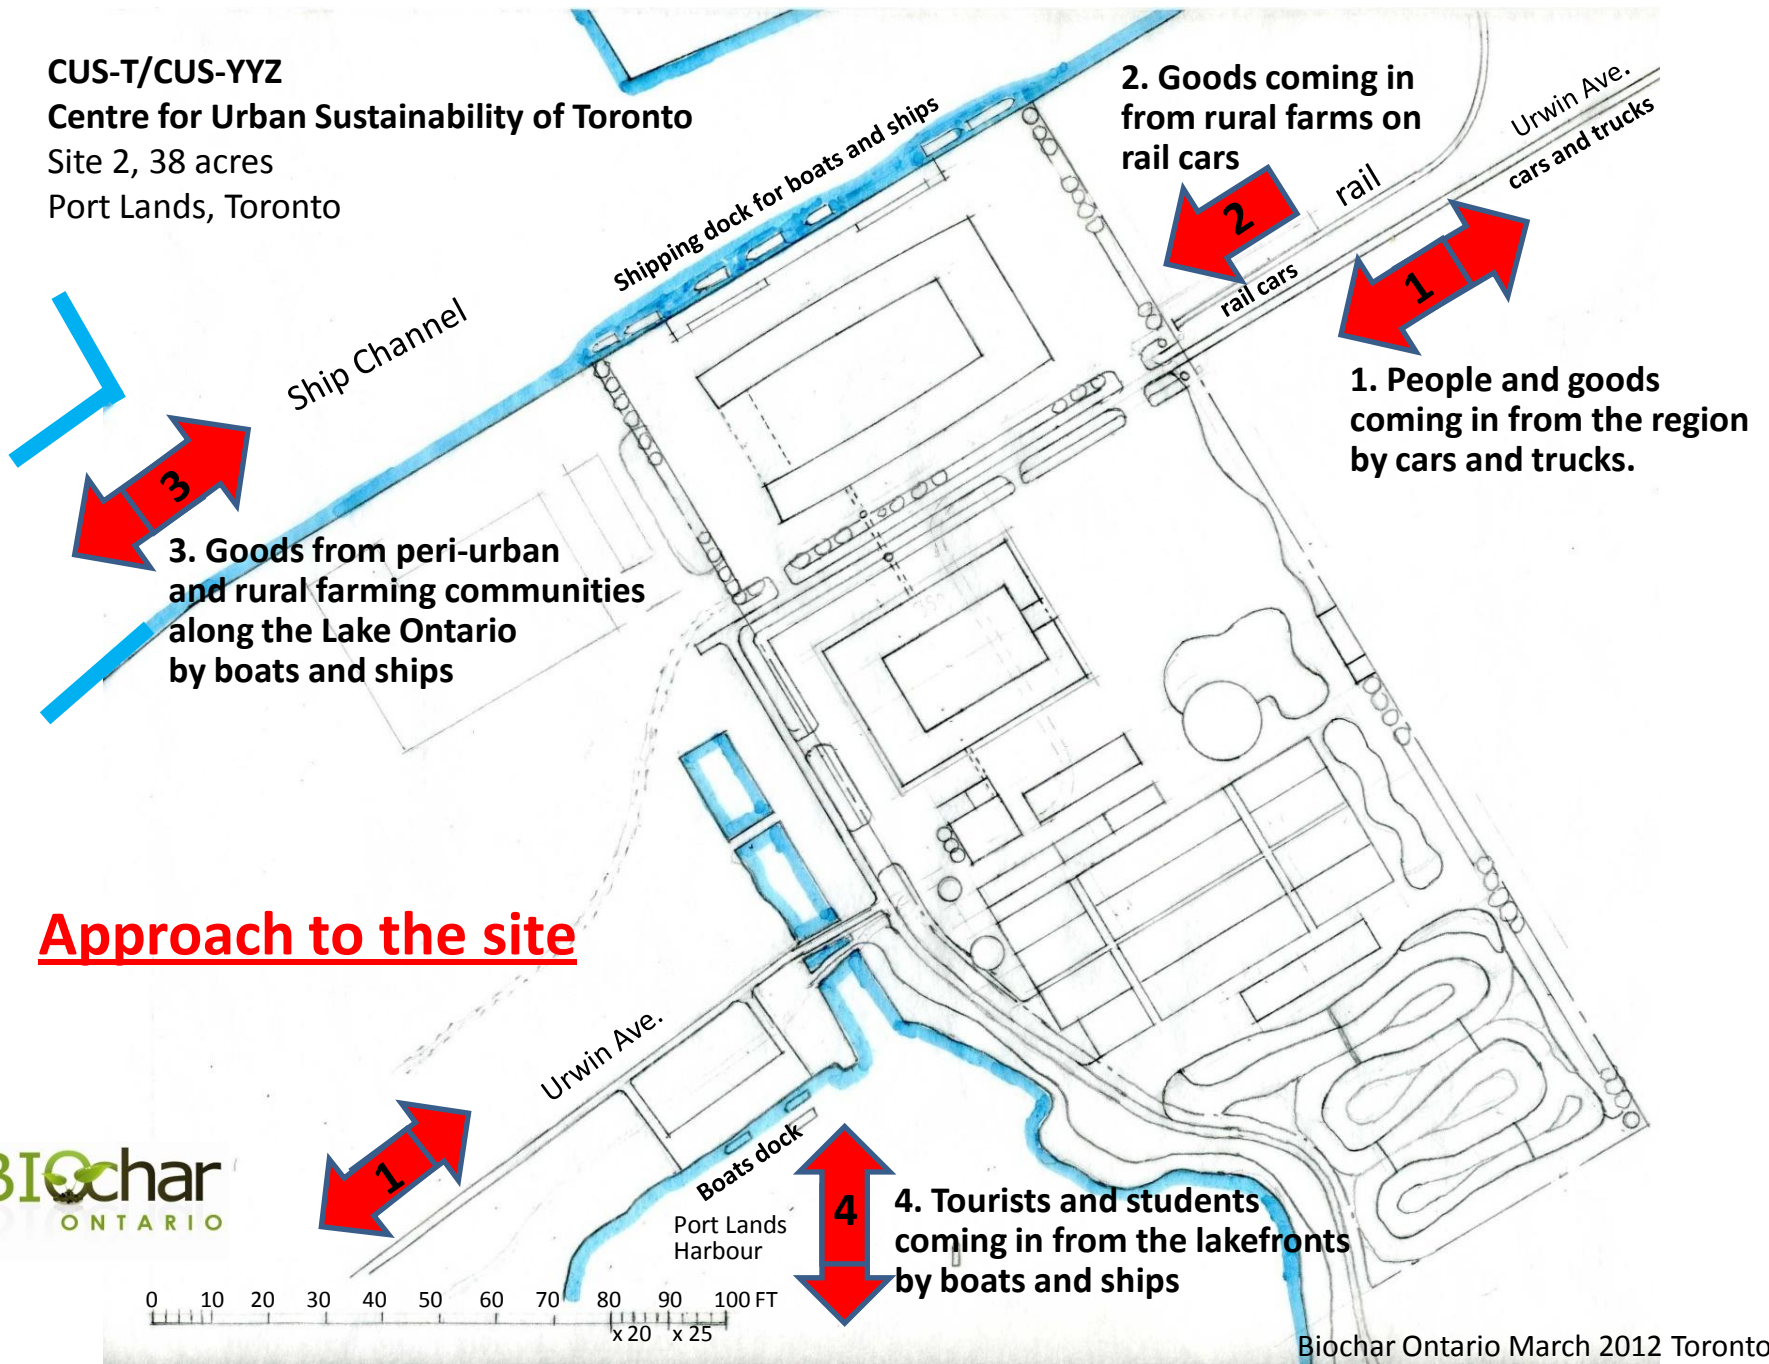 CUS-T/CUS-YYZ
Centre for Urban Sustainability of Toronto
Site 2, 38 acres
Port Lands, Toronto
2. Goods coming in
from rural farms on
rail cars
Urwin Ave.
cars and trucks
Shipping dock for boats and ships
rail
2
rail cars
1
Ship Channel
1. People and goods
coming in from the region
by cars and trucks.
3
3. Goods from peri-urban
and rural farming communities
along the Lake Ontario
by boats and ships
Approach to the site
Urwin Ave.
1
BIOchar
ONTARIO
Boats dock
Port Lands
Harbour
4
4. Tourists and students
coming in from the lakefronts
by boats and ships
0 10 20 30 40 50 60 70 80 90 100 FT
x 20 x 25
Biochar Ontario March 2012 Toronto